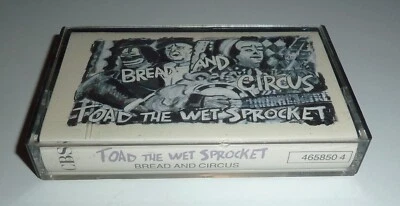 BREAD AND CIRCUS
TOAD THE WET SPROCKET
CBS
TOAD THE WET SPROCKET
BREAD AND CIRCUS
465850 4